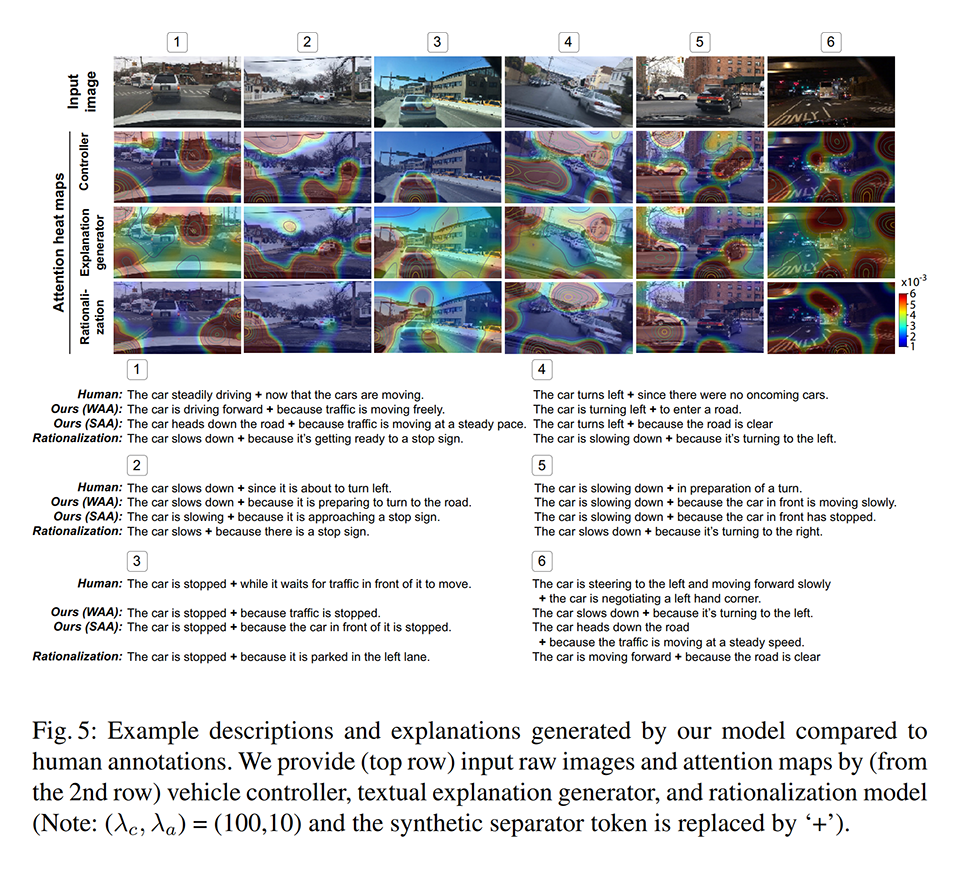 1 2 3 4 5 6
Input image
Attention heat maps
Controller
Explanation generator
Rationali-zation
ONLY
x10-3
6
5
4
3
2
1
1
Human: The car steadily driving + now that the cars are moving.
Ours (WAA): The car is driving forward + because traffic is moving freely.
Ours (SAA): The car heads down the road + because traffic is moving at a steady pace.
Rationalization: The car slows down + because it's getting ready to a stop sign.
2
Human: The car slows down + since it is about to turn left.
Ours (WAA): The car slows down + because it is preparing to turn to the road.
Ours (SAA): The car is slowing + because it is approaching a stop sign.
Rationalization: The car slows + because there is a stop sign.
3
Human: The car is stopped + while it waits for traffic in front of it to move.
Ours (WAA): The car is stopped + because traffic is stopped.
Ours (SAA): The car is stopped + because the car in front of it is stopped.
Rationalization: The car is stopped + because it is parked in the left lane.
4
The car turns left + since there were no oncoming cars.
The car is turning left + to enter a road.
The car turns left + because the road is clear
The car is slowing down + because it's turning to the left.
5
The car is slowing down + in preparation of a turn.
The car is slowing down + because the car in front is moving slowly.
The car is slowing down + because the car in front has stopped.
The car slows down + because it's turning to the right.
6
The car is steering to the left and moving forward slowly
+ the car is negotiating a left hand corner.
The car slows down + because it's turning to the left.
The car heads down the road
+ because the traffic is moving at a steady speed.
The car is moving forward + because the road is clear
Fig. 5: Example descriptions and explanations generated by our model compared to
human annotations. We provide (top row) input raw images and attention maps by (from
the 2nd row) vehicle controller, textual explanation generator, and rationalization model
(Note: (λc, λa) = (100,10) and the synthetic separator token is replaced by ‘+’).